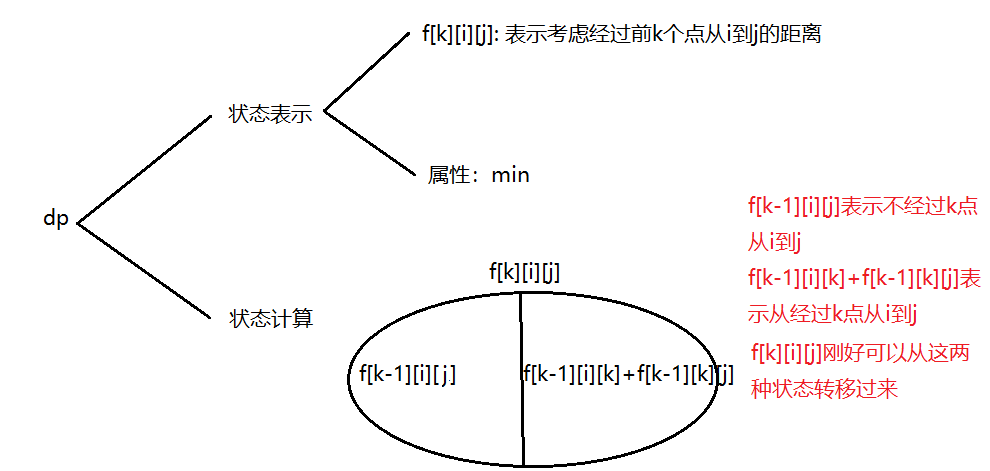 f[k][i][j]: 表示考虑经过前k个点从i到j的距离
状态表示
属性：min
dp
f[k-1][i][j]表示不经过k点
从i到j
f[k-1][i][k]+f[k-1][k][j]表
示从经过k点从i到j
f[k][i][j]刚好可以从这两
种状态转移过来
状态计算
f[k][i][j]
f[k-1][i][j]
f[k-1][i][k]+f[k-1][k][j]